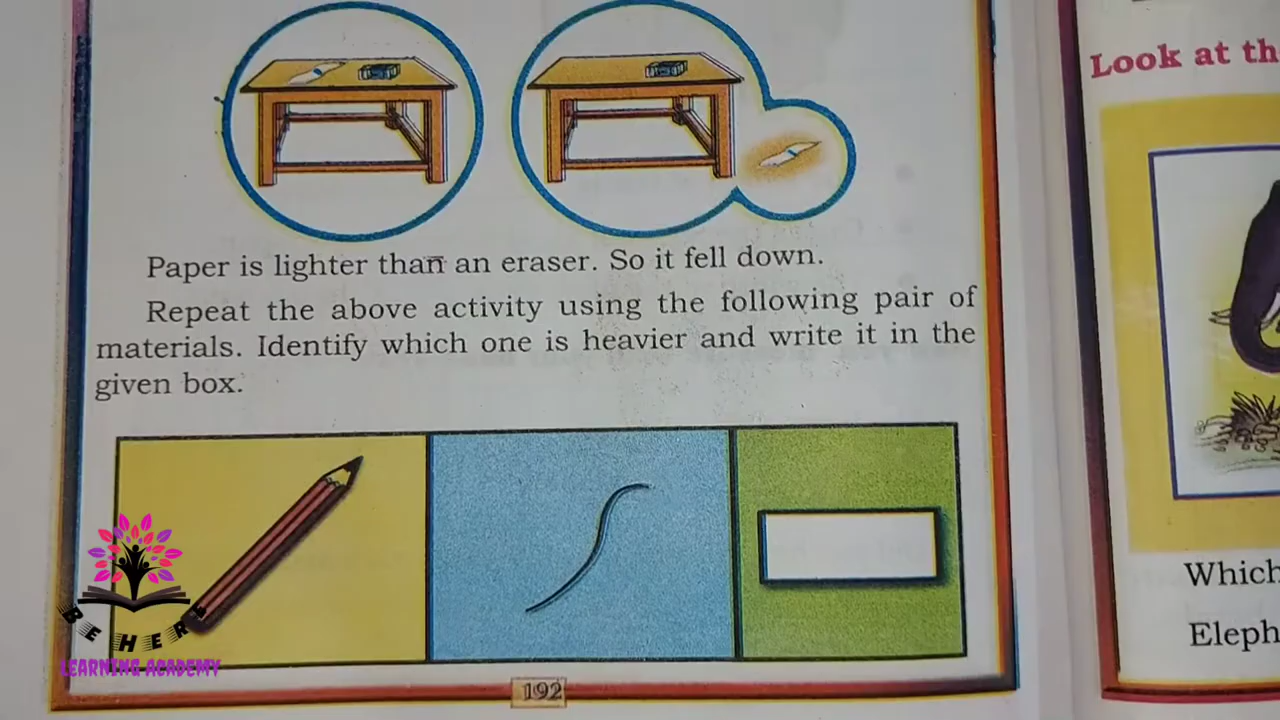 Paper is lighter than an eraser. So it fell down.
Repeat the above activity using the following pair of
materials. Identify which one is heavier and write it in the
given box.
192
Look at th
Which
Eleph
BEHERA
LEARNING ACADEMY